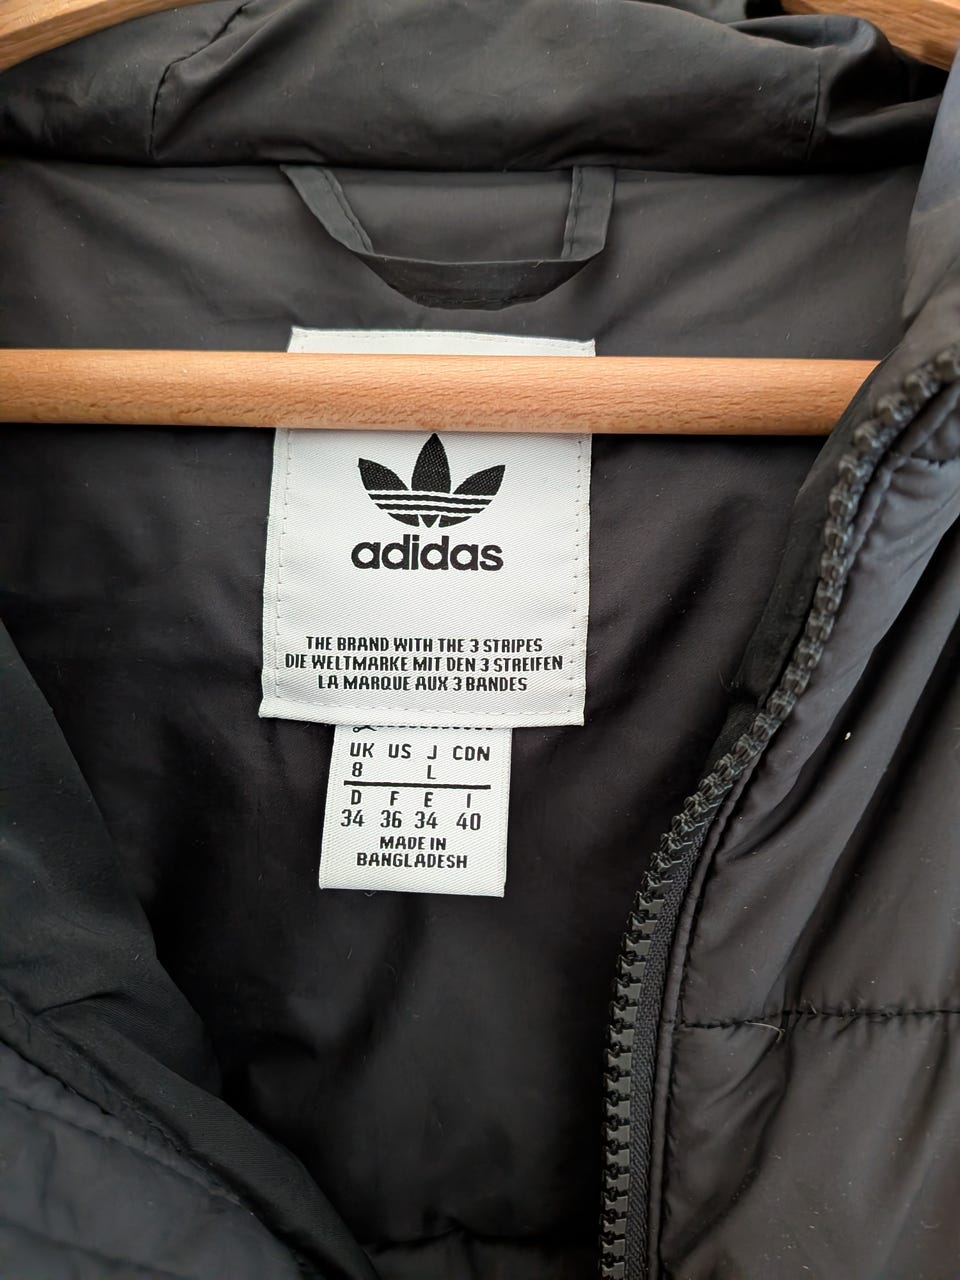 adidas
THE BRAND WITH THE 3 STRIPES
DIE WELTMARKE MIT DEN 3 STREIFEN
LA MARQUE AUX 3 BANDES
UK US J CDN
8 L
D F E I
34 36 34 40
MADE IN
BANGLADESH